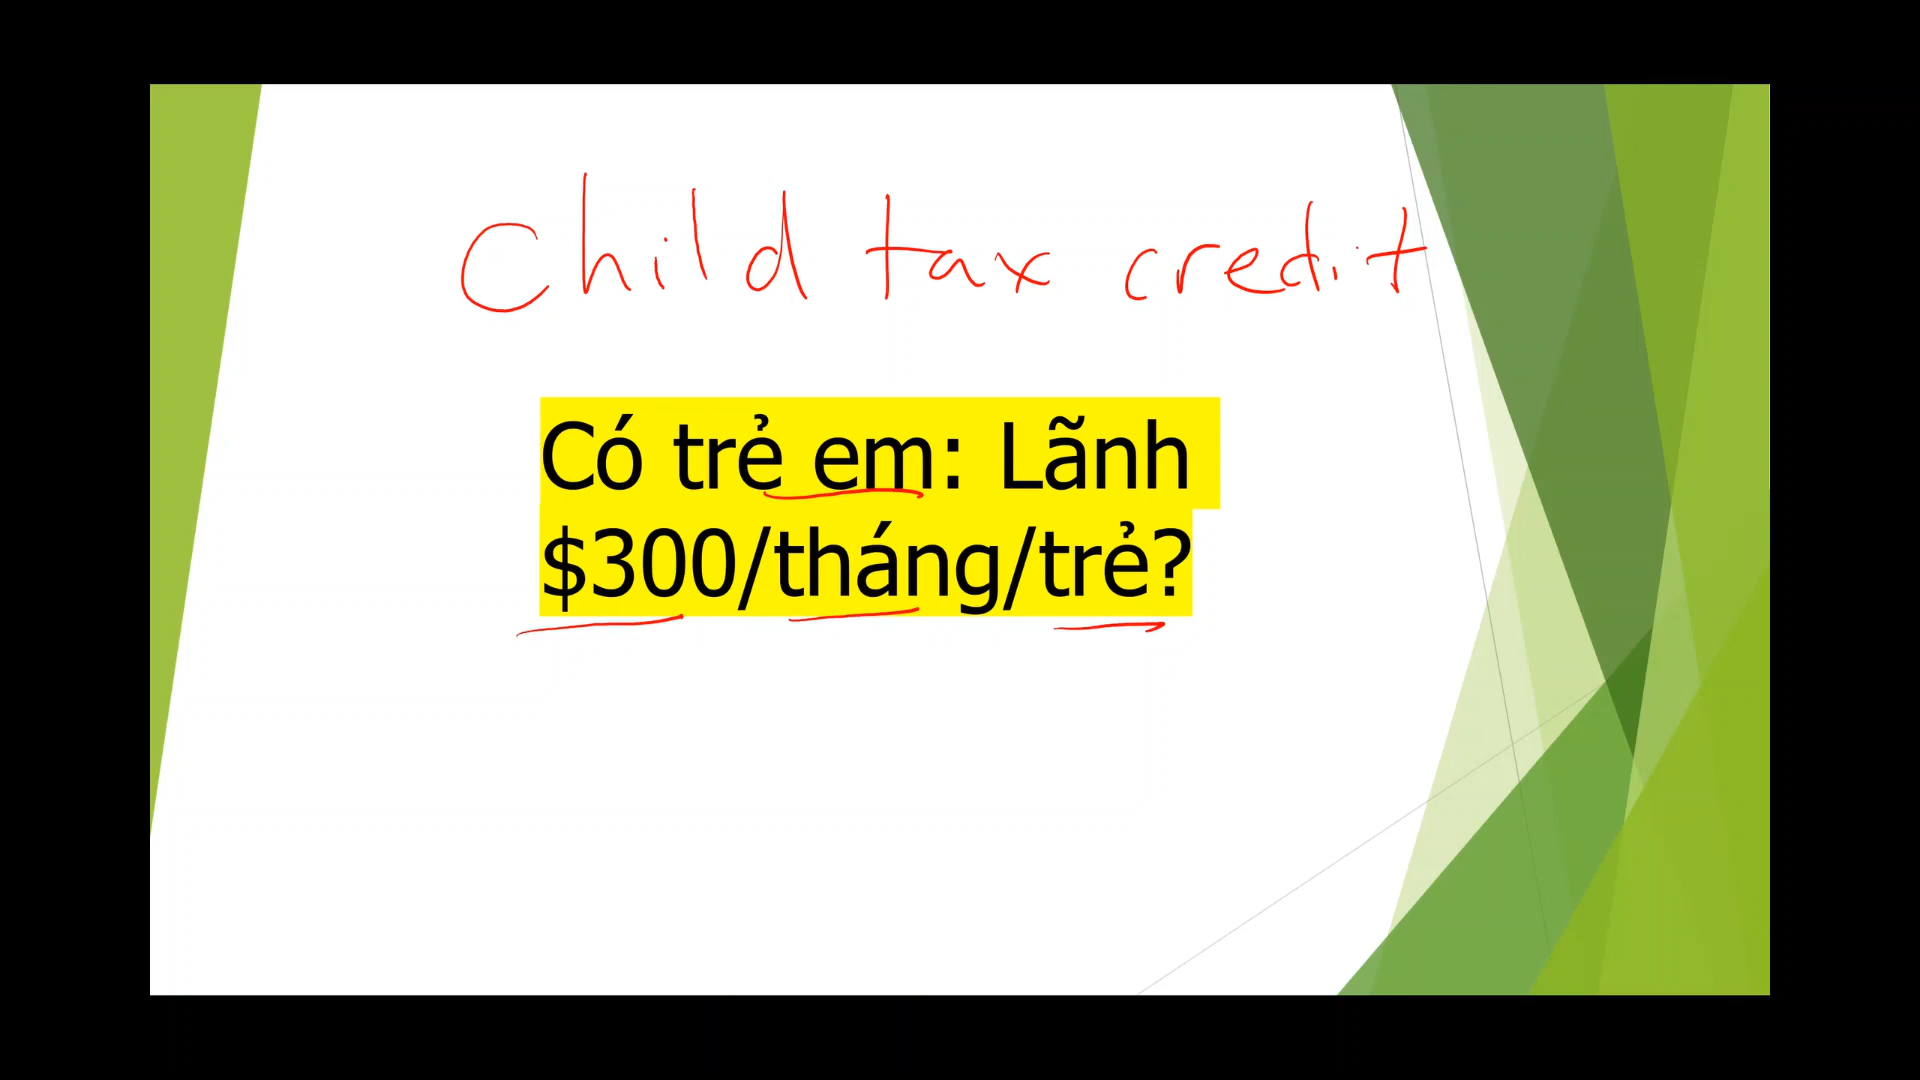 Child tax credit
Có trẻ em: Lãnh
$300/tháng/trẻ?